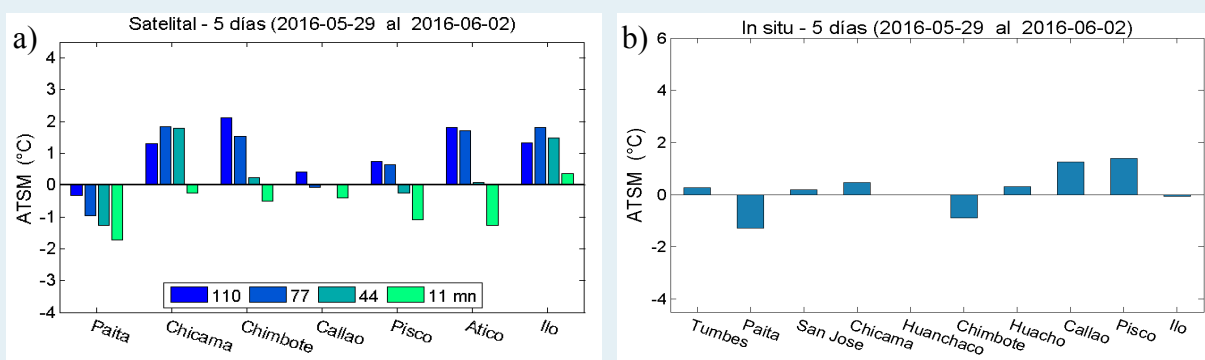 a)
Satelital - 5 días (2016-05-29 al 2016-06-02)
ATSM (°C)
4
3
2
1
0
-1
-2
-3
-4
110 77 44 11 mn
Paita Chicama Chimbote Callao Pisco Atico Ilo
b)
In situ - 5 días (2016-05-29 al 2016-06-02)
ATSM (°C)
6
4
2
0
-2
-4
Tumbes Paita San Jose Chicama Huanchaco Chimbote Huacho Callao Pisco Ilo